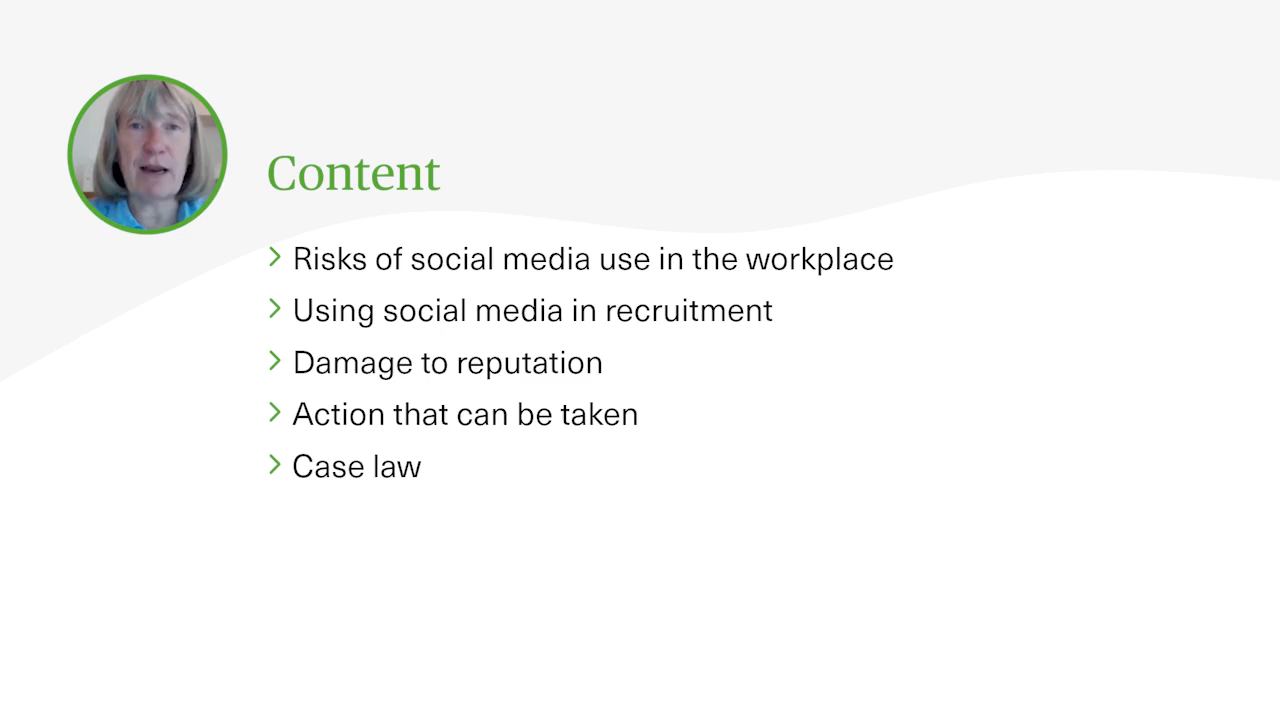 Content
Risks of social media use in the workplace
Using social media in recruitment
Damage to reputation
Action that can be taken
Case law